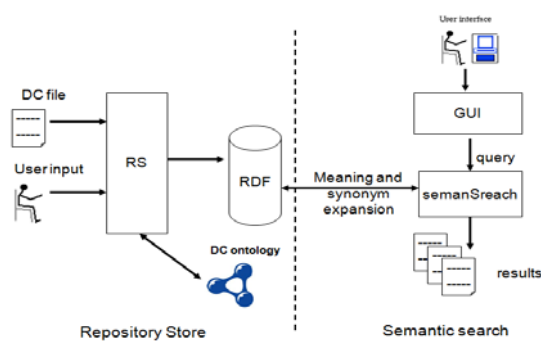 User interface
DC file
GUI
RS
User input
query
RDF
Meaning and
synonym
expansion
semanSreach
DC ontology
results
Repository Store
Semantic search